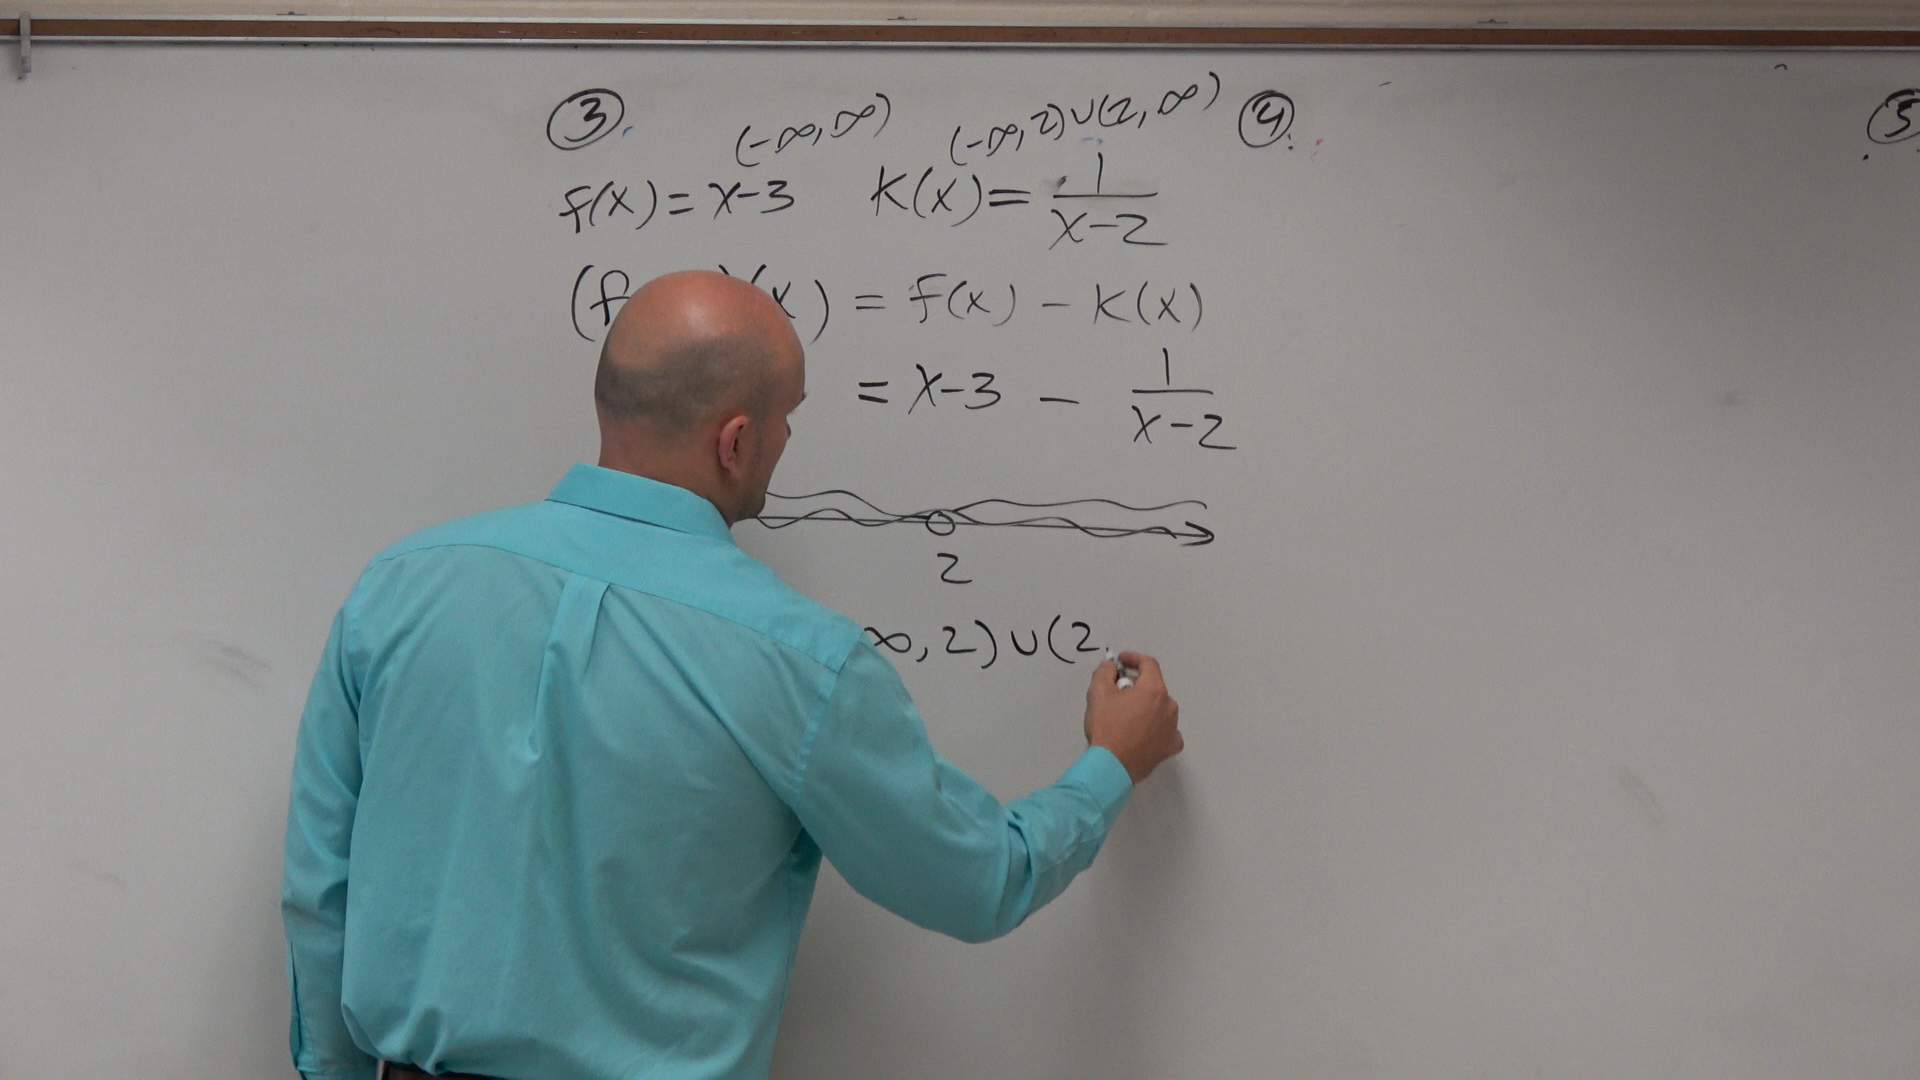 ③ (-∞,∞) (-∞,2)∪(2,∞) ④ ⑤
f(x)=x-3 K(x)=1/(x-2)
(f )(x) = f(x) - K(x)
= x-3 - 1/(x-2)
2
∞,2)∪(2,